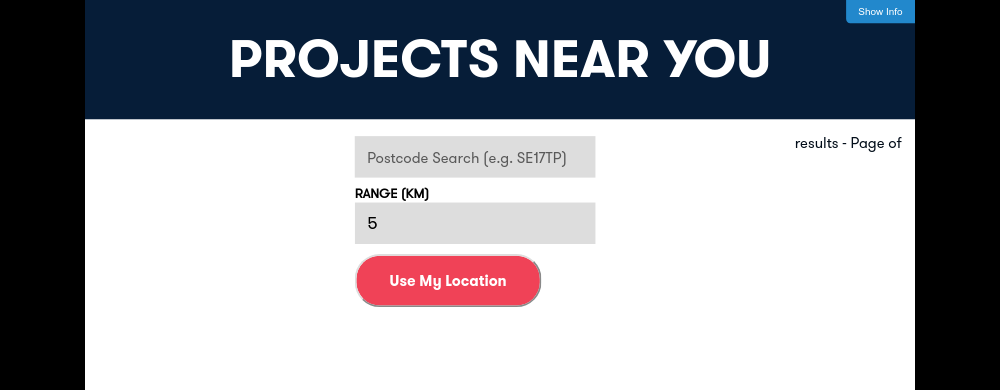 Show Info
PROJECTS NEAR YOU
results - Page of
Postcode Search (e.g. SE17TP)
RANGE (KM)
5
Use My Location